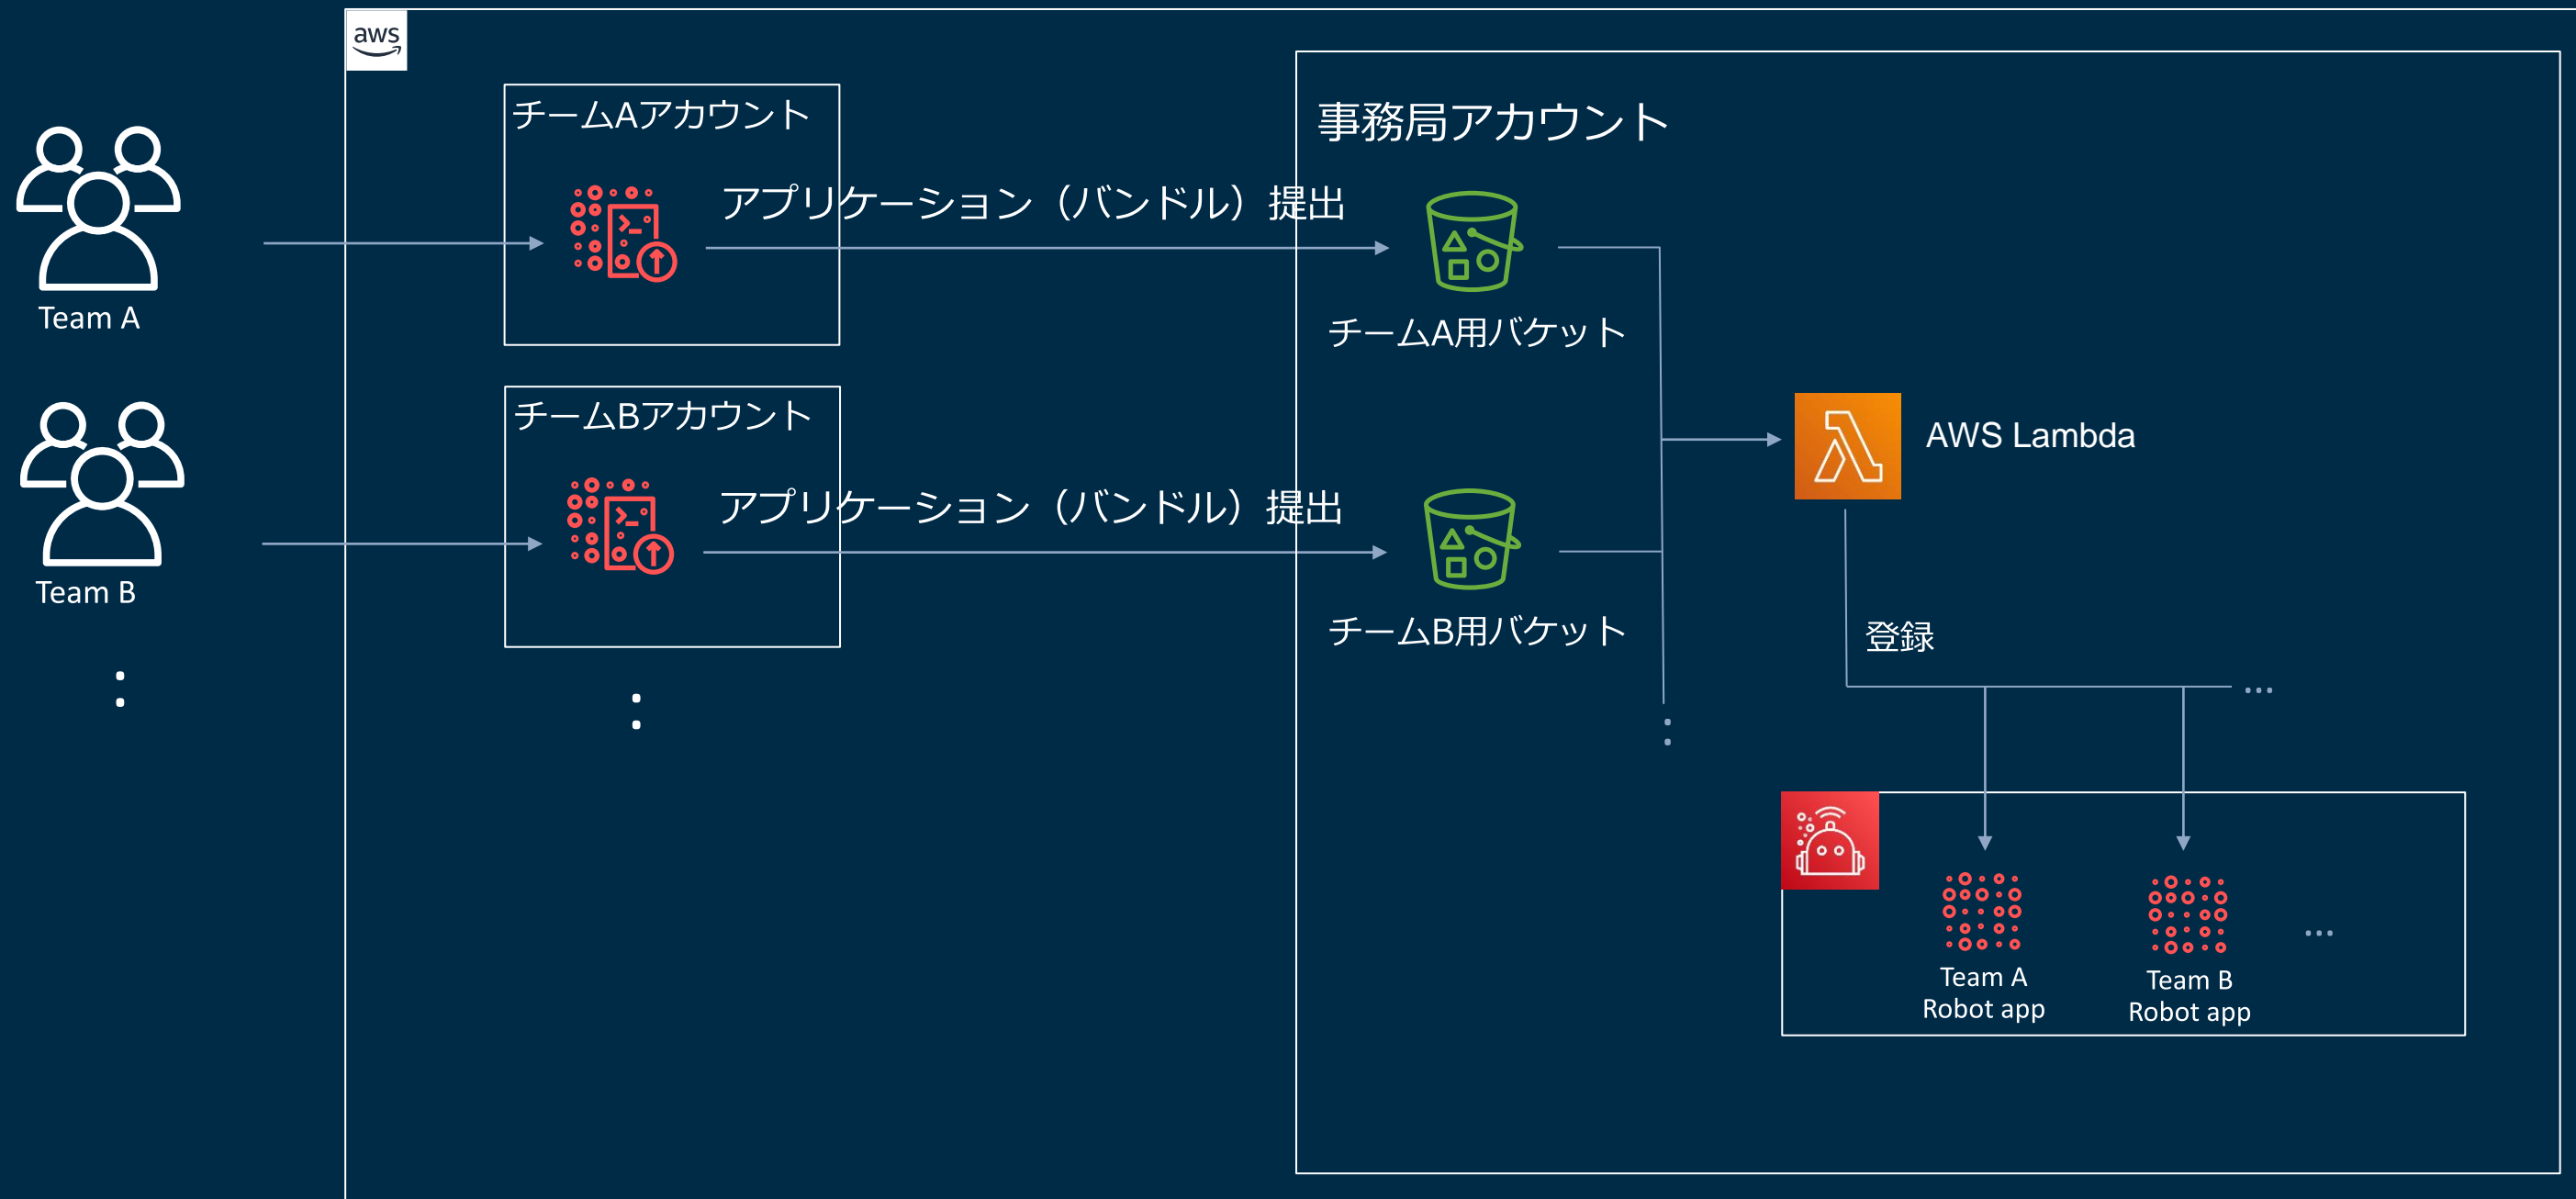 aws
チームAアカウント
事務局アカウント
アプリケーション（バンドル）提出
Team A
チームA用バケット
チームBアカウント
AWS Lambda
アプリケーション（バンドル）提出
Team B
チームB用バケット
登録
:
:
:
...
...
Team A
Robot app
Team B
Robot app